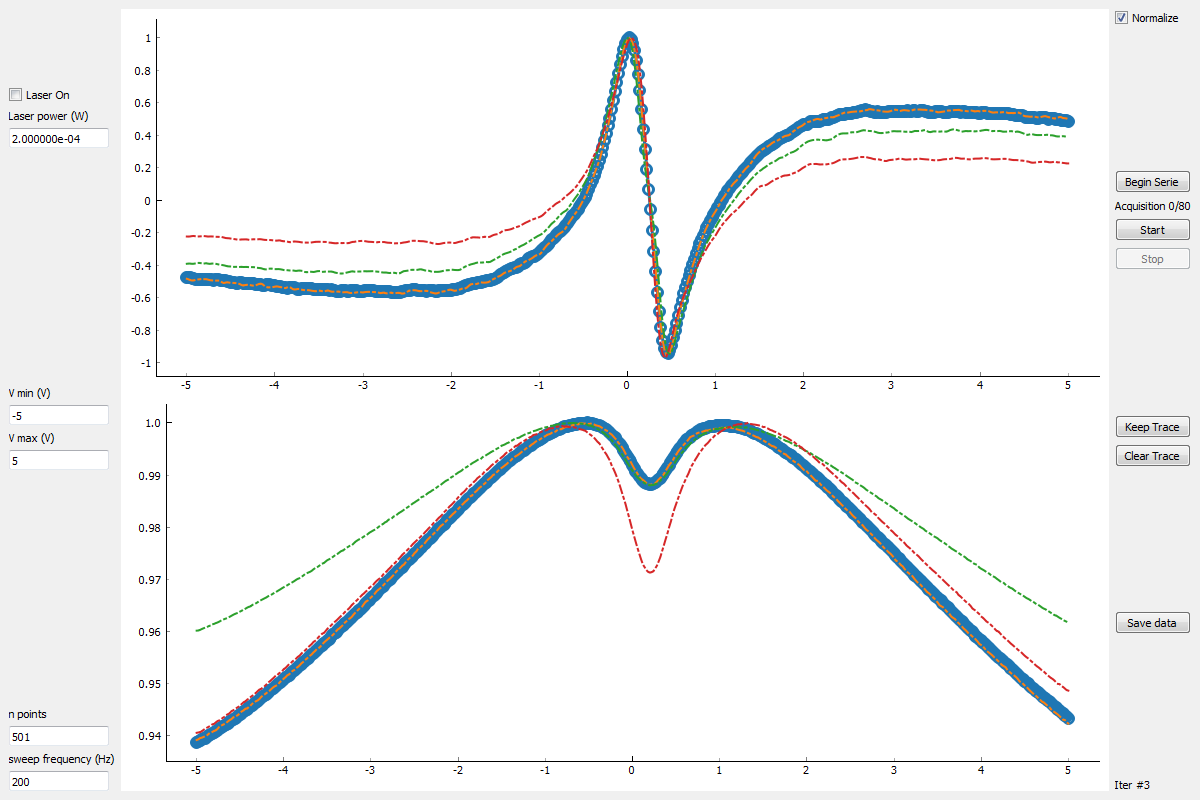 Normalize
Laser On
Laser power (W)
2.000000e-04
1
0.8
0.6
0.4
0.2
0
-0.2
-0.4
-0.6
-0.8
-1
-5 -4 -3 -2 -1 0 1 2 3 4 5
Begin Serie
Acquisition 0/80
Start
Stop
V min (V)
-5
V max (V)
5
1.0
0.99
0.98
0.97
0.96
0.95
0.94
-5 -4 -3 -2 -1 0 1 2 3 4 5
Keep Trace
Clear Trace
Save data
n points
501
sweep frequency (Hz)
200
Iter #3